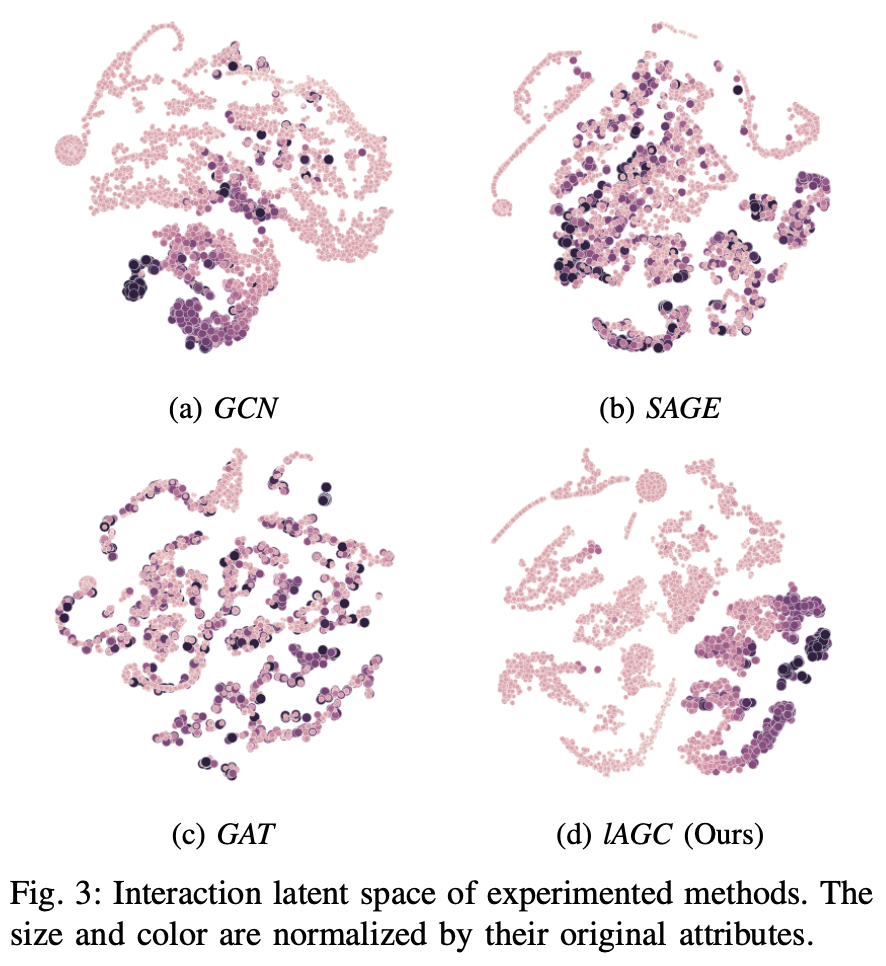 (a) GCN
(b) SAGE
(c) GAT
(d) lAGC (Ours)
Fig. 3: Interaction latent space of experimented methods. The
size and color are normalized by their original attributes.